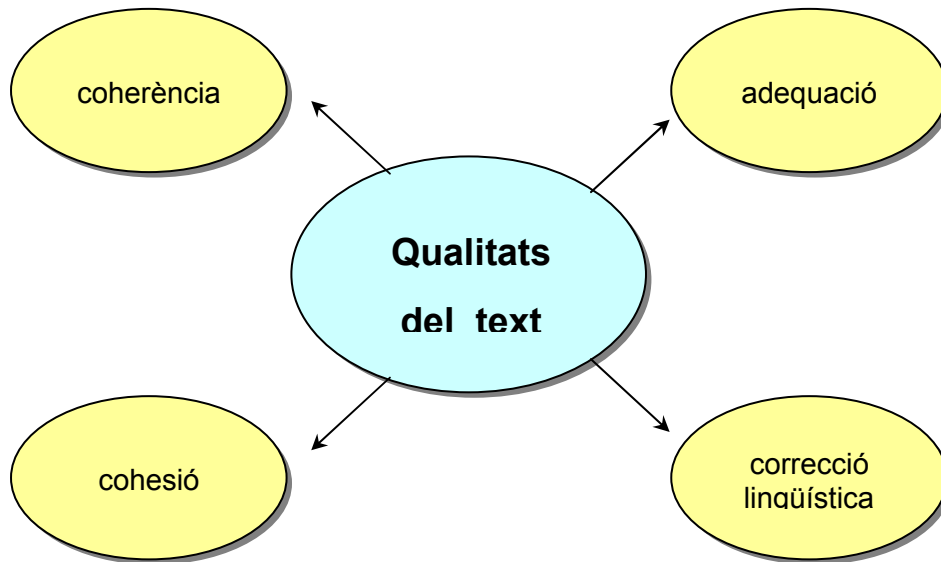 coherència
adequació
Qualitats
del text
cohesió
correcció
lingüística